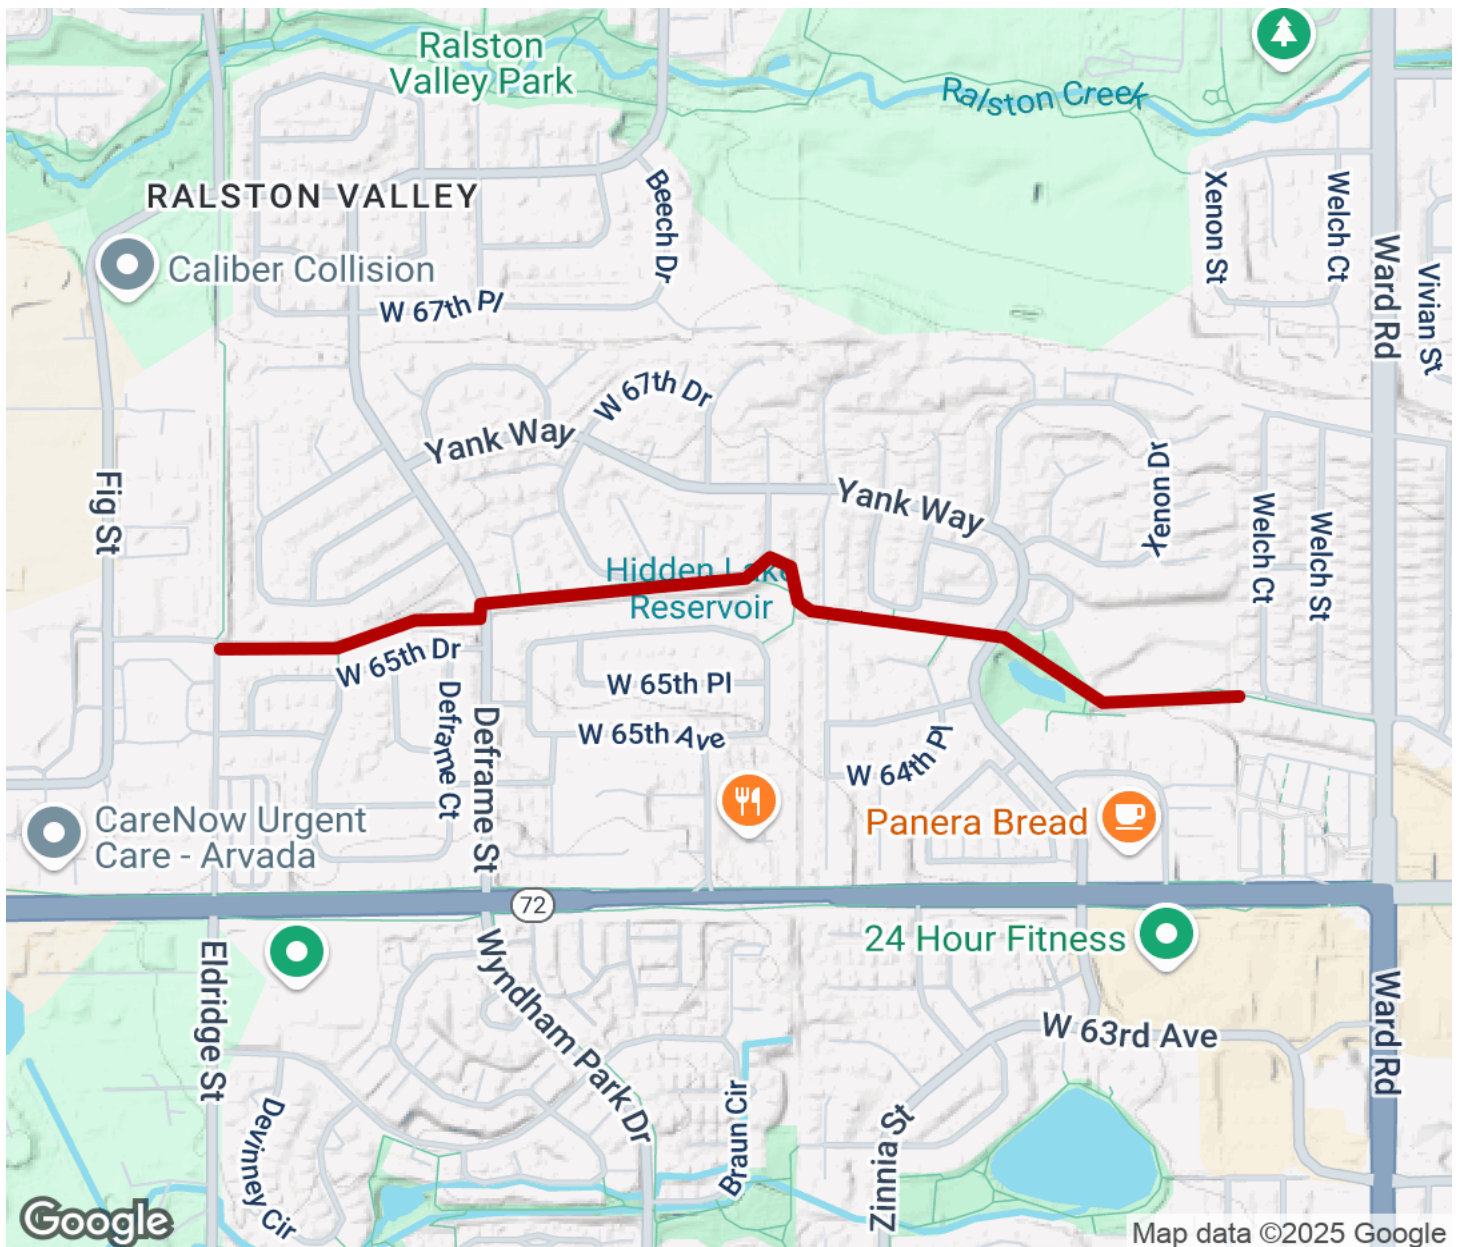 Ralston
Valley Park
Ralston Creek
RALSTON VALLEY
Beech Dr
Xenon St
Welch Ct
Ward Rd
Vivian St
Caliber Collision
W 67th Pl
W 67th Dr
Yank Way
Fig St
Yank Way
Xenon Dr
Welch Ct
Welch St
Hidden Lake
Reservoir
W 65th Dr
W 65th Pl
Deframe Ct
Deframe St
W 65th Ave
W 64th Pl
CareNow Urgent
Care - Arvada
Panera Bread
72
24 Hour Fitness
Eldridge St
Wyndham Park Dr
W 63rd Ave
Ward Rd
Devinney Cir
Braun Cir
Zinnia St
Google
Map data ©2025 Google